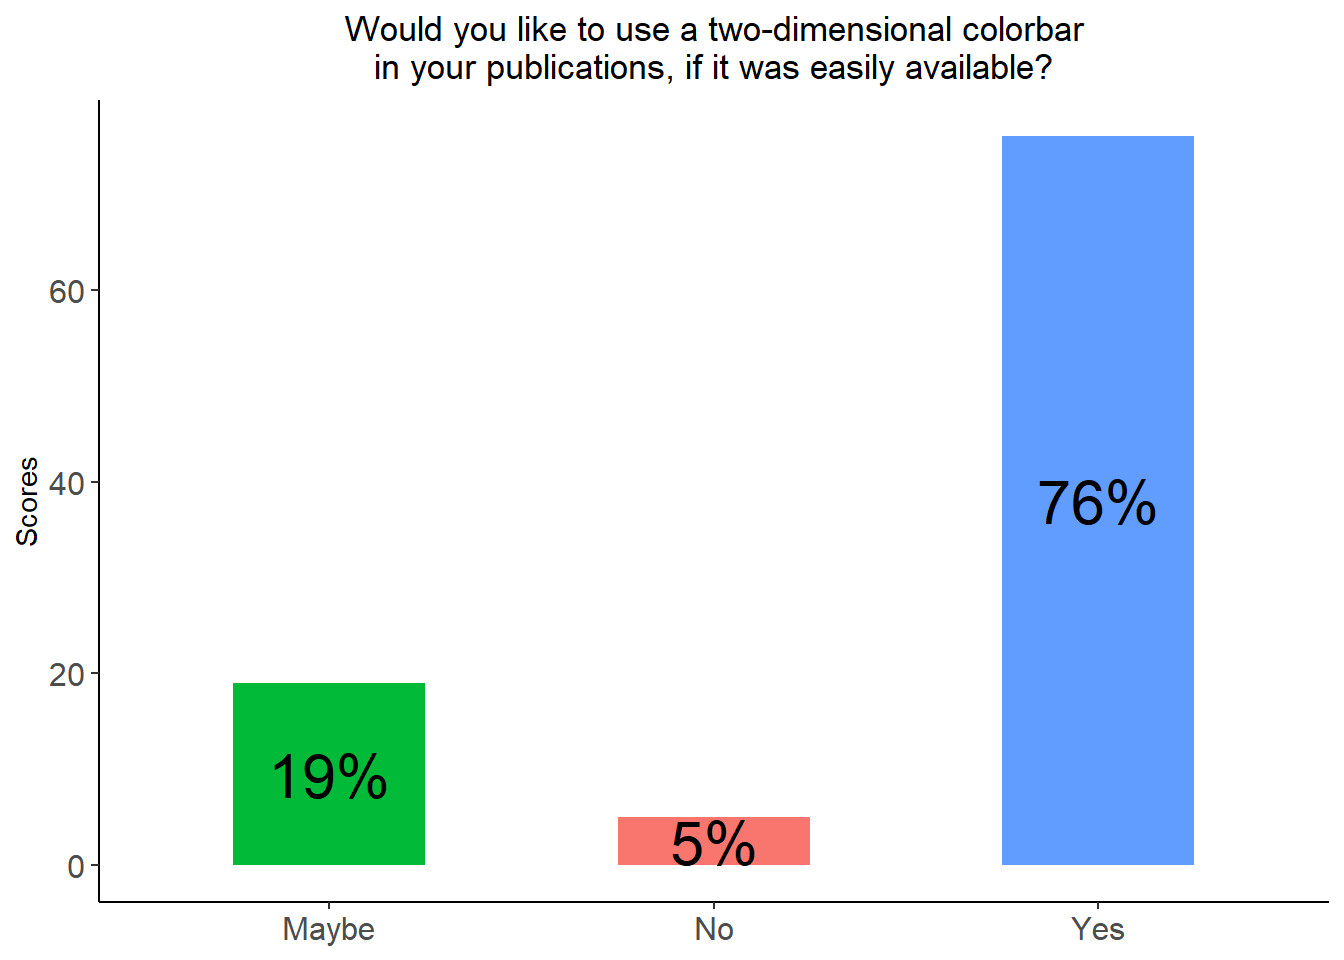 Would you like to use a two-dimensional colorbar
in your publications, if it was easily available?
Scores
60
40
20
0
19%
5%
76%
Maybe
No
Yes